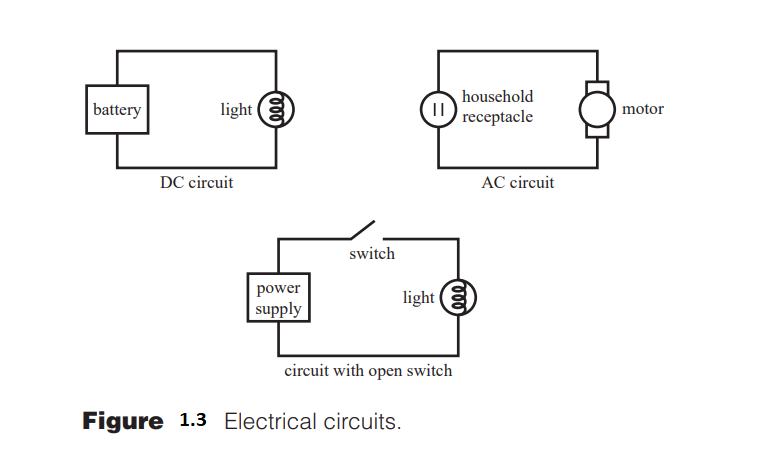 battery
light
DC circuit
household
receptacle
motor
AC circuit
switch
power
supply
light
circuit with open switch
Figure 1.3 Electrical circuits.